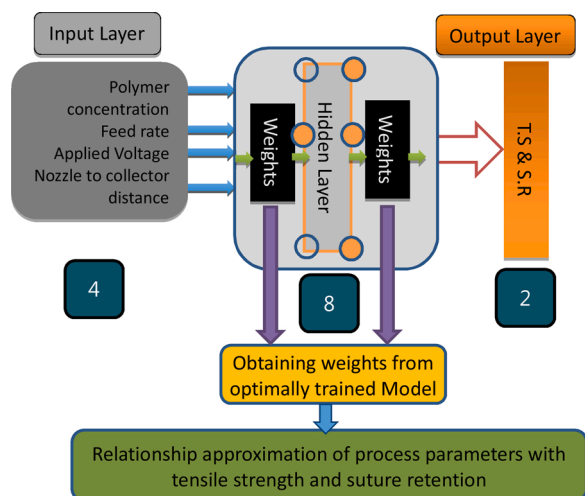 Input Layer
Output Layer
Polymer
concentration
Feed rate
Applied Voltage
Nozzle to collector
distance
Weights
Hidden Layer
Weights
T.S & S.R
4
8
2
Obtaining weights from
optimally trained Model
Relationship approximation of process parameters with
tensile strength and suture retention